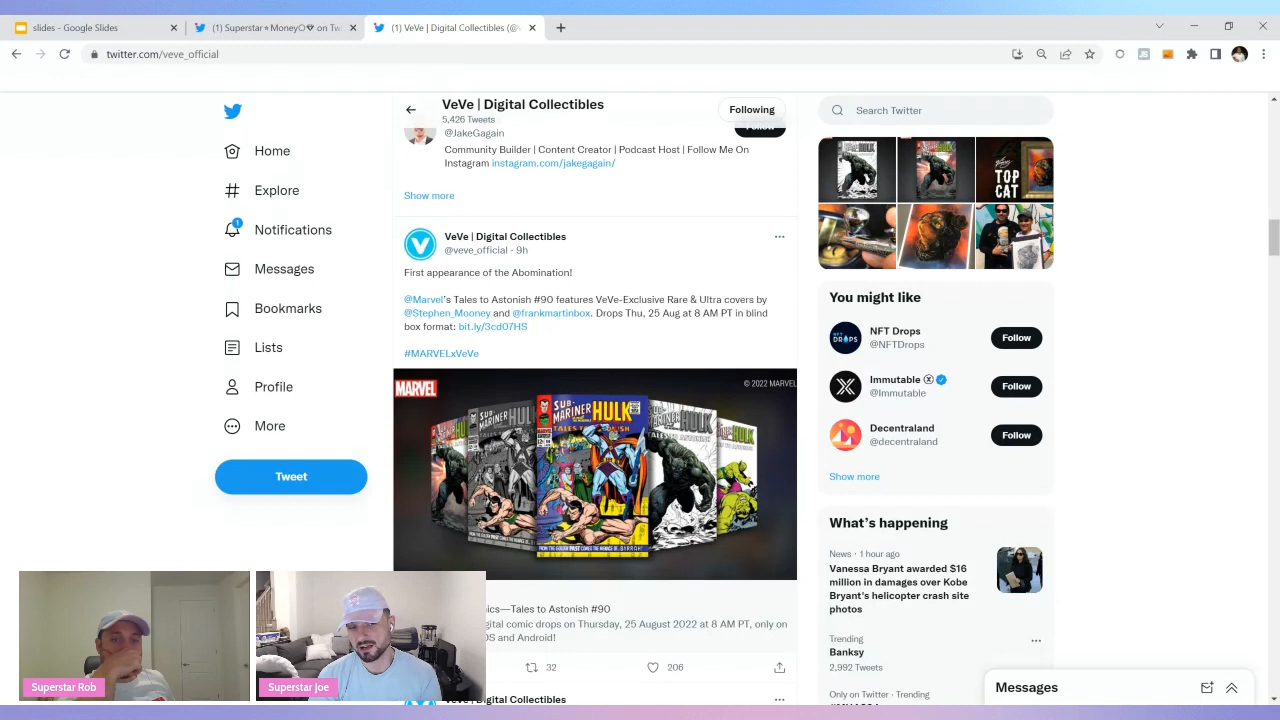 slides - Google Slides
(1) Superstar
Money
on Tw
(1) VeVe | Digital Collectibles (@v
twitter.com/veve_official
VeVe | Digital Collectibles
5,426 Tweets
Following
Follow
@JakeGagain
Community Builder | Content Creator | Podcast Host | Follow Me On
Instagram instagram.com/jakegagain/
Show more
Home
Explore
1
Notifications
Messages
Bookmarks
Lists
Profile
More
Tweet
VeVe | Digital Collectibles
@veve_official · 9h
First appearance of the Abomination!
@Marvel's Tales to Astonish #90 features VeVe-Exclusive Rare & Ultra covers by
@Stephen_Mooney and @frankmartinbox. Drops Thu, 25 Aug at 8 AM PT in blind
box format: bit.ly/3cd07HS
#MARVELxVeVe
MARVEL
© 2022 MARVEL
SUB-MARINER
HULK
TALES TO ASTONISH
ics—Tales to Astonish #90
gital comic drops on Thursday, 25 August 2022 at 8 AM PT, only on
OS and Android!
32
206
VeVe | Digital Collectibles
Search Twitter
TOP
CAT
You might like
NFT
DROPS
NFT Drops
@NFTDrops
Follow
Immutable
@Immutable
Follow
Decentraland
@decentraland
Follow
Show more
What's happening
News · 1 hour ago
Vanessa Bryant awarded $16
million in damages over Kobe
Bryant's helicopter crash site
photos
Trending
Banksy
2,992 Tweets
Only on Twitter · Trending
Messages
Superstar Rob
Superstar Joe